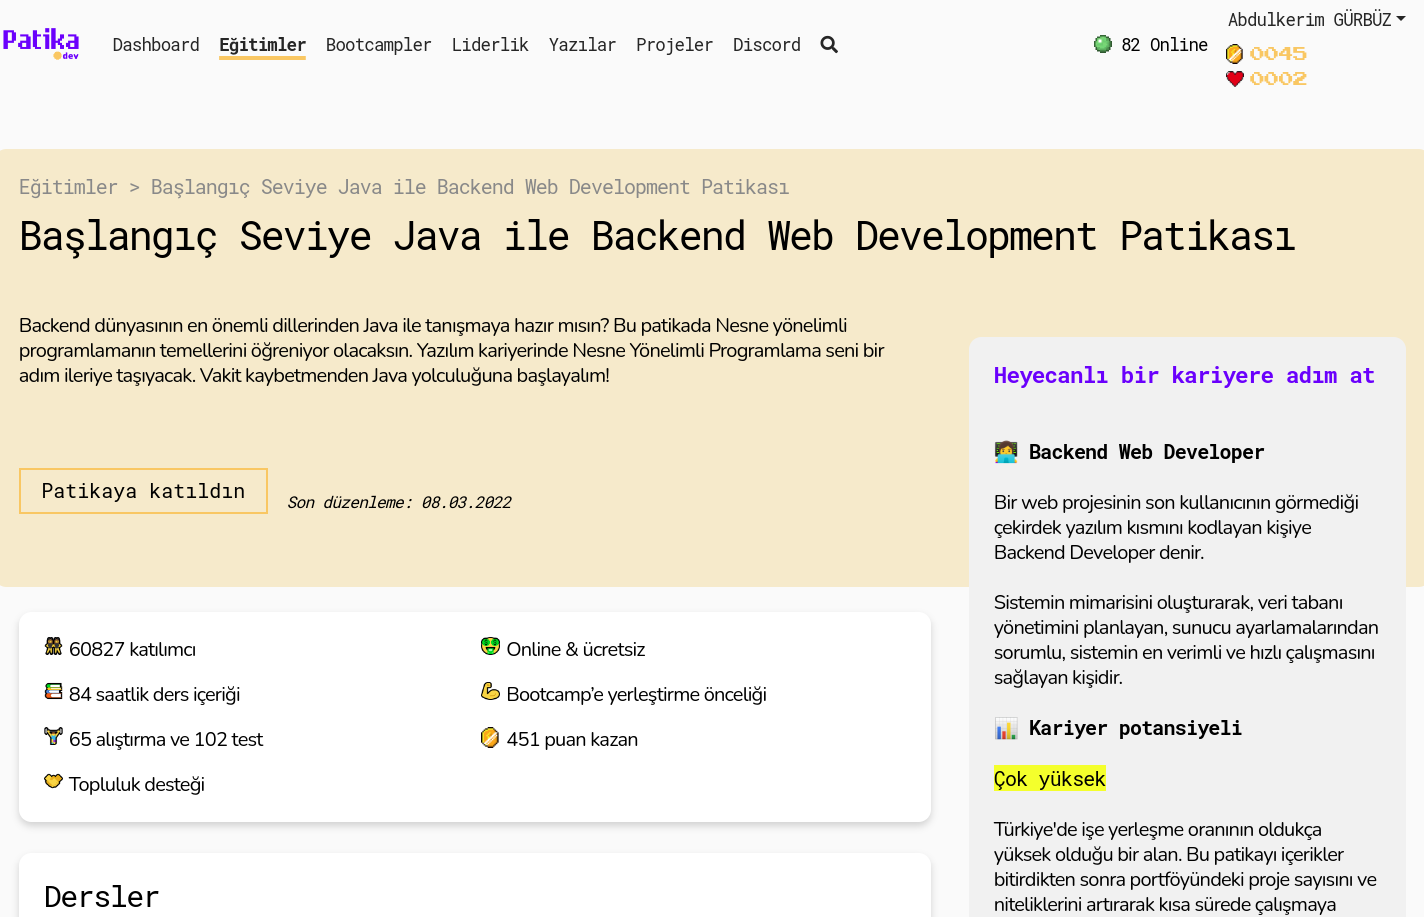 Patika
dev
Dashboard Eğitimler Bootcampler Liderlik Yazılar Projeler Discord
82 Online
Abdulkerim GÜRBÜZ
0045
0002
Eğitimler > Başlangıç Seviye Java ile Backend Web Development Patikası
Başlangıç Seviye Java ile Backend Web Development Patikası
Backend dünyasının en önemli dillerinden Java ile tanışmaya hazır mısın? Bu patikada Nesne yönelimli
programlamanın temellerini öğreniyor olacaksın. Yazılım kariyerinde Nesne Yönelimli Programlama seni bir
adım ileriye taşıyacak. Vakit kaybetmenden Java yolculuğuna başlayalım!
Patikaya katıldın
Son düzenleme: 08.03.2022
60827 katılımcı
Online & ücretsiz
84 saatlik ders içeriği
Bootcamp'e yerleştirme önceliği
65 alıştırma ve 102 test
451 puan kazan
Topluluk desteği
Dersler
Heyecanlı bir kariyere adım at
Backend Web Developer
Bir web projesinin son kullanıcının görmediği
çekirdek yazılım kısmını kodlayan kişiye
Backend Developer denir.
Sistemin mimarisini oluşturarak, veri tabanı
yönetimini planlayan, sunucu ayarlamalarından
sorumlu, sistemin en verimli ve hızlı çalışmasını
sağlayan kişidir.
Kariyer potansiyeli
Çok yüksek
Türkiye'de işe yerleşme oranının oldukça
yüksek olduğu bir alan. Bu patikayı içerikler
bitirdikten sonra portföyündeki proje sayısını ve
niteliklerini artırarak kısa sürede çalışmaya